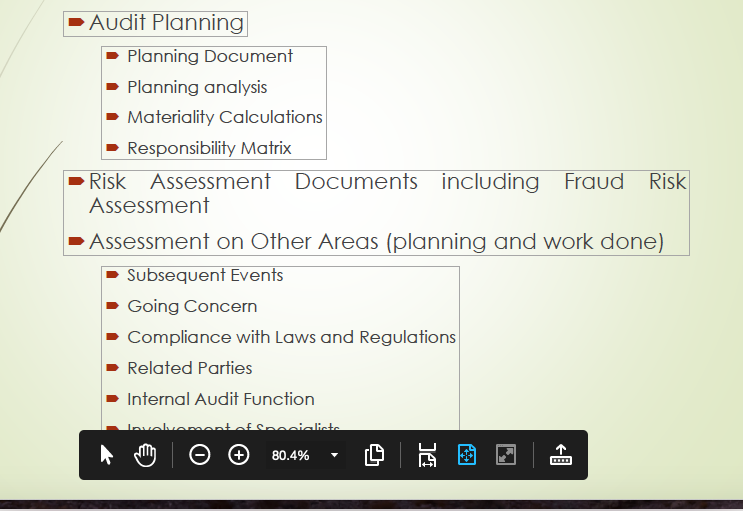 Audit Planning
Planning Document
Planning analysis
Materiality Calculations
Responsibility Matrix
Risk Assessment Documents including Fraud Risk
Assessment
Assessment on Other Areas (planning and work done)
Subsequent Events
Going Concern
Compliance with Laws and Regulations
Related Parties
Internal Audit Function
Involvement of Specialists
80.4%